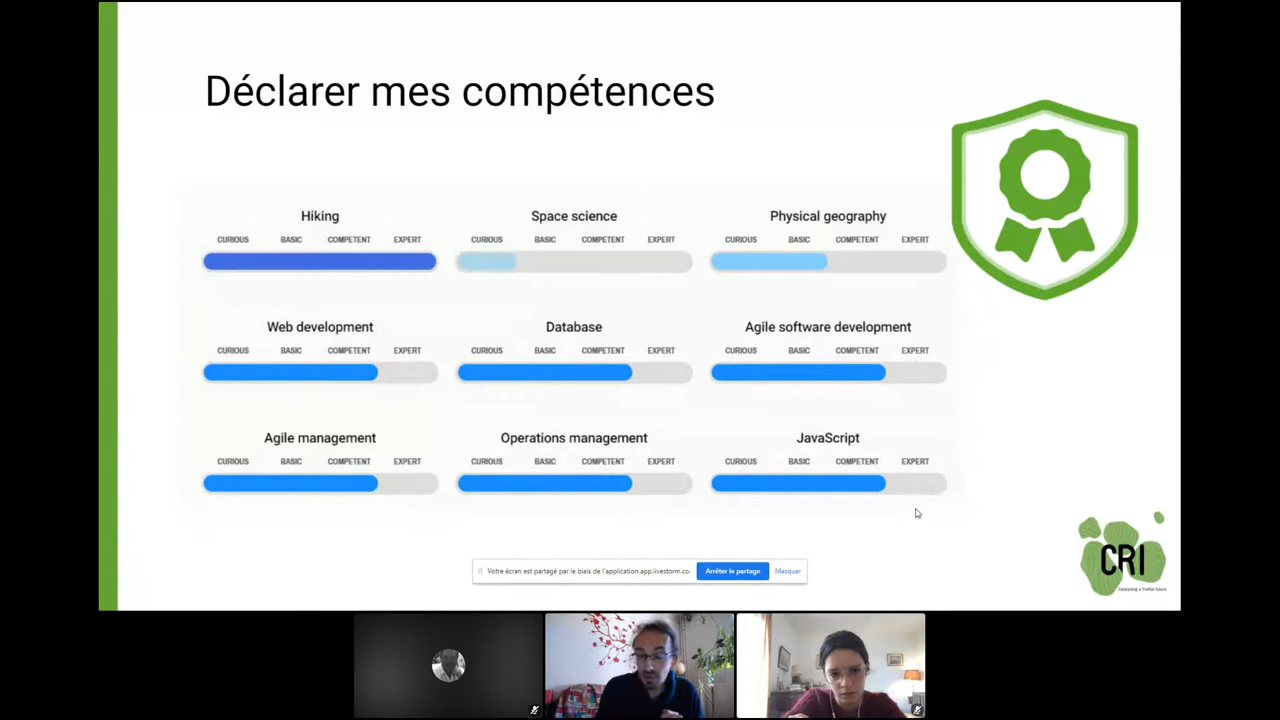 Déclarer mes compétences
Hiking
CURIOUS BASIC COMPETENT EXPERT
Space science
CURIOUS BASIC COMPETENT EXPERT
Physical geography
CURIOUS BASIC COMPETENT EXPERT
Web development
CURIOUS BASIC COMPETENT EXPERT
Database
CURIOUS BASIC COMPETENT EXPERT
Agile software development
CURIOUS BASIC COMPETENT EXPERT
Agile management
CURIOUS BASIC COMPETENT EXPERT
Operations management
CURIOUS BASIC COMPETENT EXPERT
JavaScript
CURIOUS BASIC COMPETENT EXPERT
CRI
Votre écran est partagé par le biais de l'application app.livestorm.co.
Arrêter le partage
Masquer